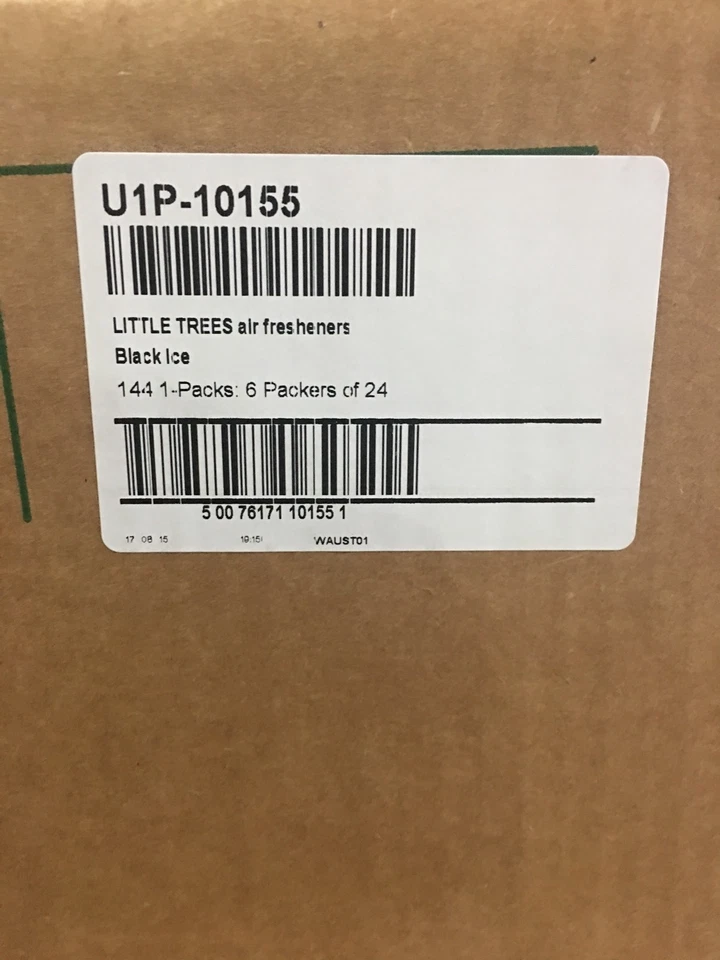 U1P-10155
LITTLE TREES air fresheners
Black Ice
144 1-Packs: 6 Packers of 24
5 00 76171 10155 1
17 08 15 19:15 WAUST01